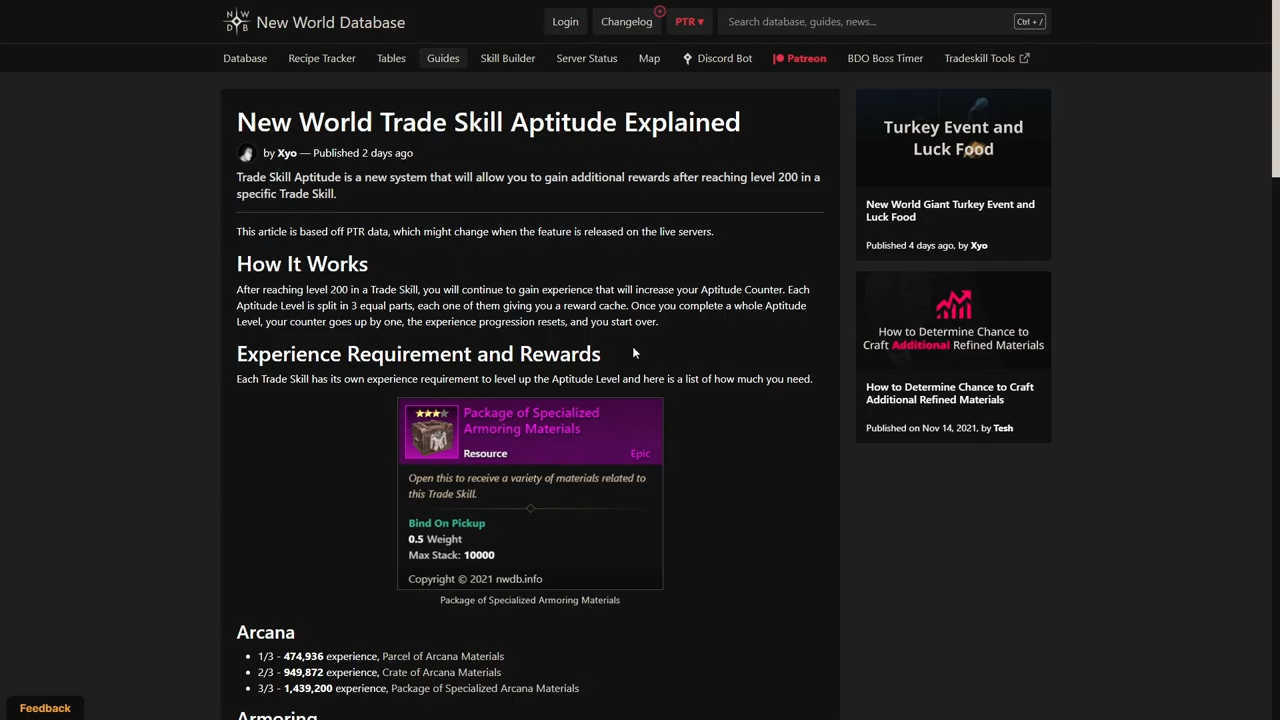 NW
DB
New World Database
Login
Changelog
PTR ▾
Search database, guides, news...
Ctrl + /
Database
Recipe Tracker
Tables
Guides
Skill Builder
Server Status
Map
Discord Bot
Patreon
BDO Boss Timer
Tradeskill Tools
New World Trade Skill Aptitude Explained
by Xyo — Published 2 days ago
Trade Skill Aptitude is a new system that will allow you to gain additional rewards after reaching level 200 in a
specific Trade Skill.
This article is based off PTR data, which might change when the feature is released on the live servers.
How It Works
After reaching level 200 in a Trade Skill, you will continue to gain experience that will increase your Aptitude Counter. Each
Aptitude Level is split in 3 equal parts, each one of them giving you a reward cache. Once you complete a whole Aptitude
Level, your counter goes up by one, the experience progression resets, and you start over.
Experience Requirement and Rewards
Each Trade Skill has its own experience requirement to level up the Aptitude Level and here is a list of how much you need.
Package of Specialized
Armoring Materials
Resource
Epic
Open this to receive a variety of materials related to
this Trade Skill.
Bind On Pickup
0.5 Weight
Max Stack: 10000
Copyright © 2021 nwdb.info
Package of Specialized Armoring Materials
Arcana
• 1/3 - 474,936 experience, Parcel of Arcana Materials
• 2/3 - 949,872 experience, Crate of Arcana Materials
• 3/3 - 1,439,200 experience, Package of Specialized Arcana Materials
Armoring
Turkey Event and
Luck Food
New World Giant Turkey Event and
Luck Food
Published 4 days ago, by Xyo
How to Determine Chance to
Craft Additional Refined Materials
How to Determine Chance to Craft
Additional Refined Materials
Published on Nov 14, 2021, by Tesh
Feedback